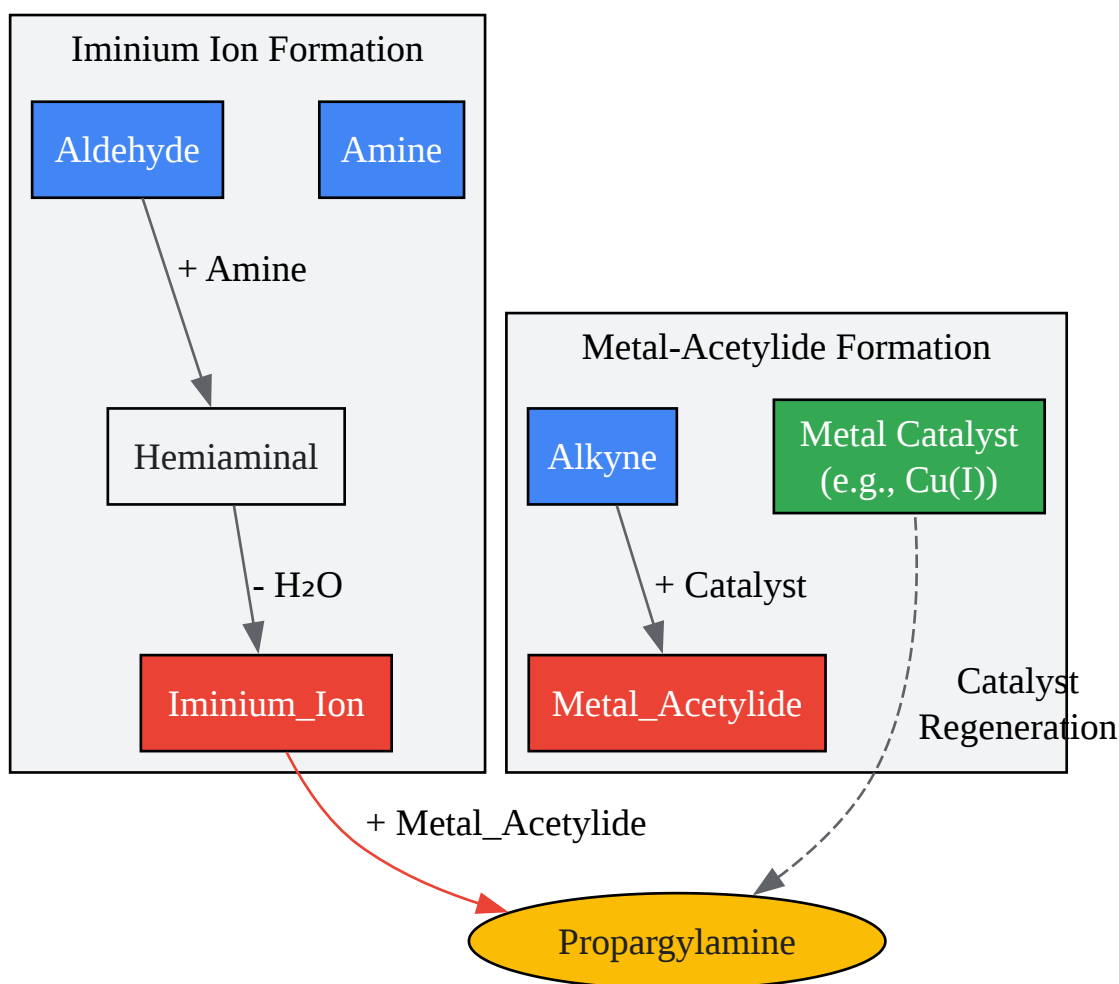 Iminium Ion Formation
Aldehyde
Amine
+ Amine
Hemiaminal
- H₂O
Iminium_Ion
Metal-Acetylide Formation
Alkyne
Metal Catalyst
(e.g., Cu(I))
+ Catalyst
Metal_Acetylide
Catalyst
Regeneration
+ Metal_Acetylide
Propargylamine